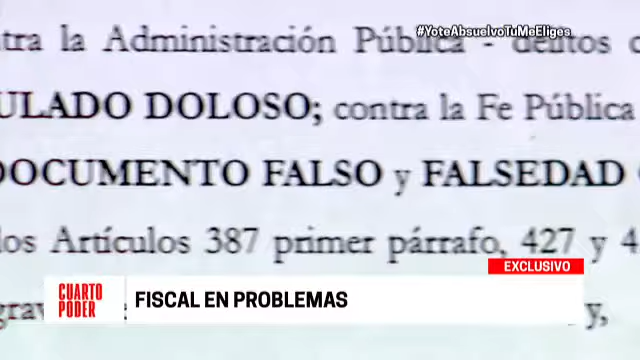 #YoteAbsuelvoTuMeEliges
ntra la Administración Pública - delitos
ULADO DOLOSO; contra la Fe Pública
DOCUMENTO FALSO y FALSEDAD
los Artículos 387 primer párrafo, 427 y 4
EXCLUSIVO
CUARTO
PODER
FISCAL EN PROBLEMAS
grav
y,